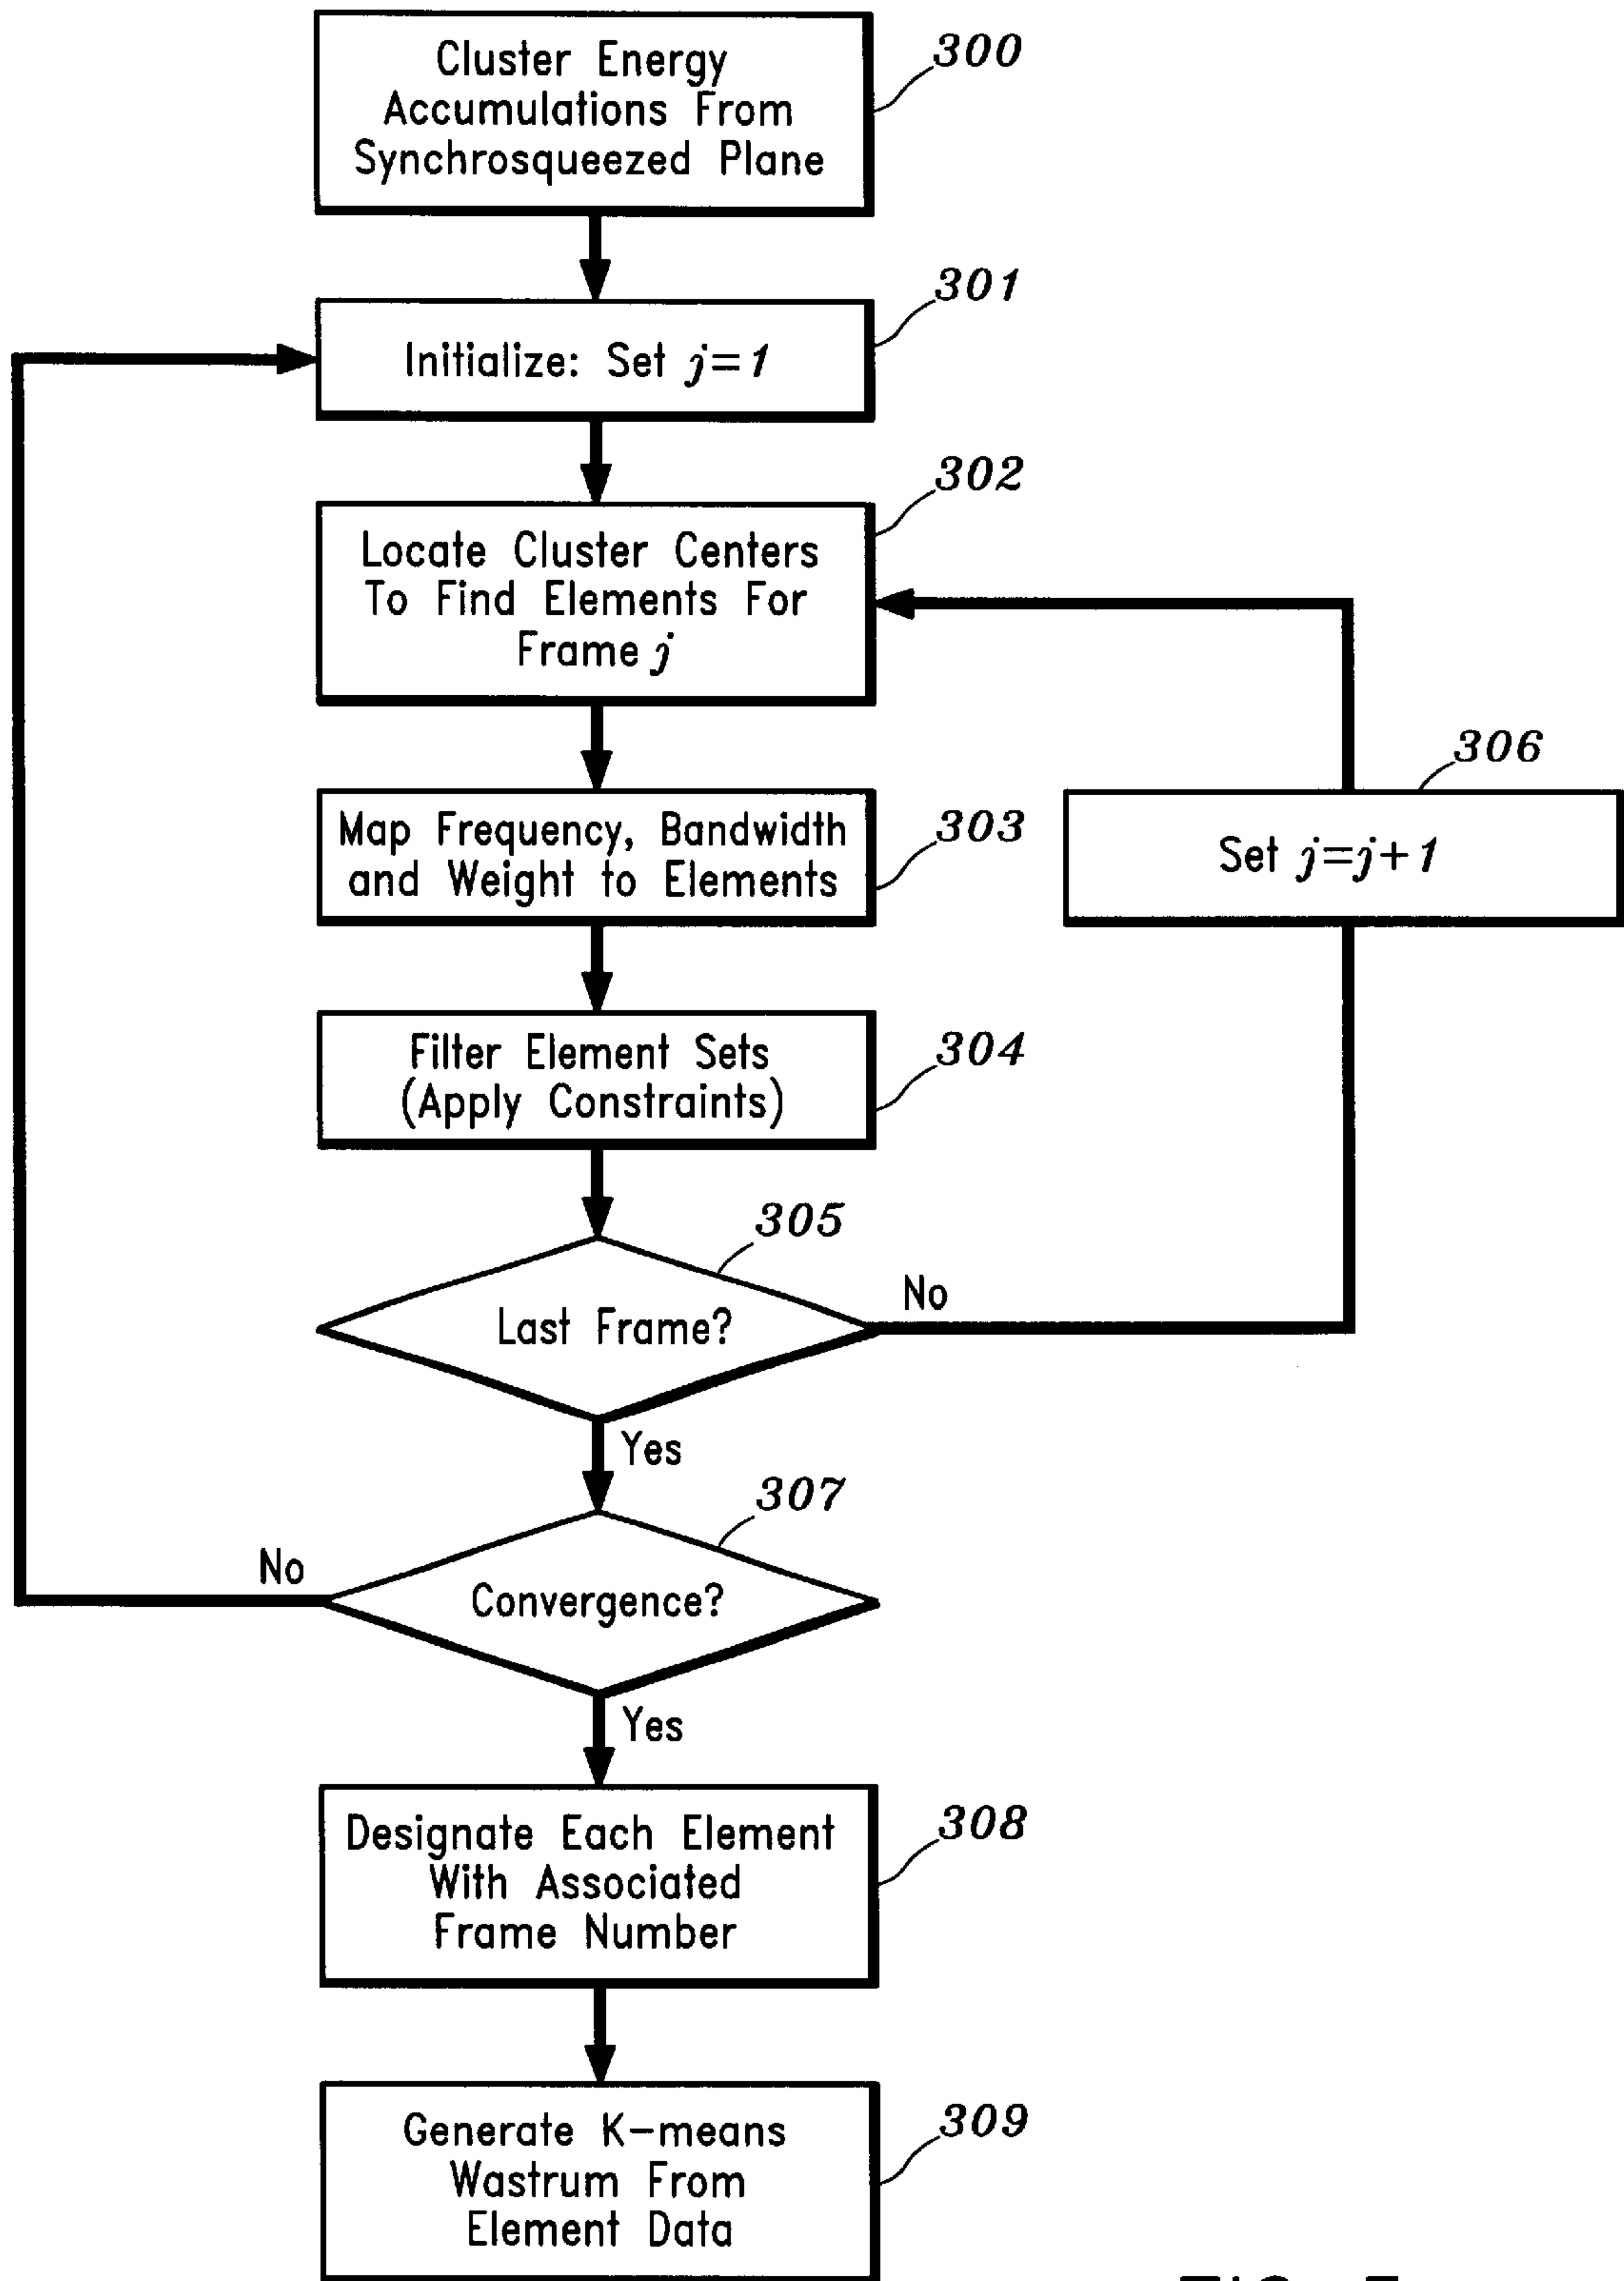 Cluster Energy
Accumulations From
Synchrosqueezed Plane
300
Initialize: Set j=1
301
Locate Cluster Centers
To Find Elements For
Frame j
302
Map Frequency, Bandwidth
and Weight to Elements
303
Set j=j+1
306
Filter Element Sets
(Apply Constraints)
304
Last Frame?
305
No
Yes
Convergence?
307
No
Yes
Designate Each Element
With Associated
Frame Number
308
Generate K-means
Wastrum From
Element Data
309